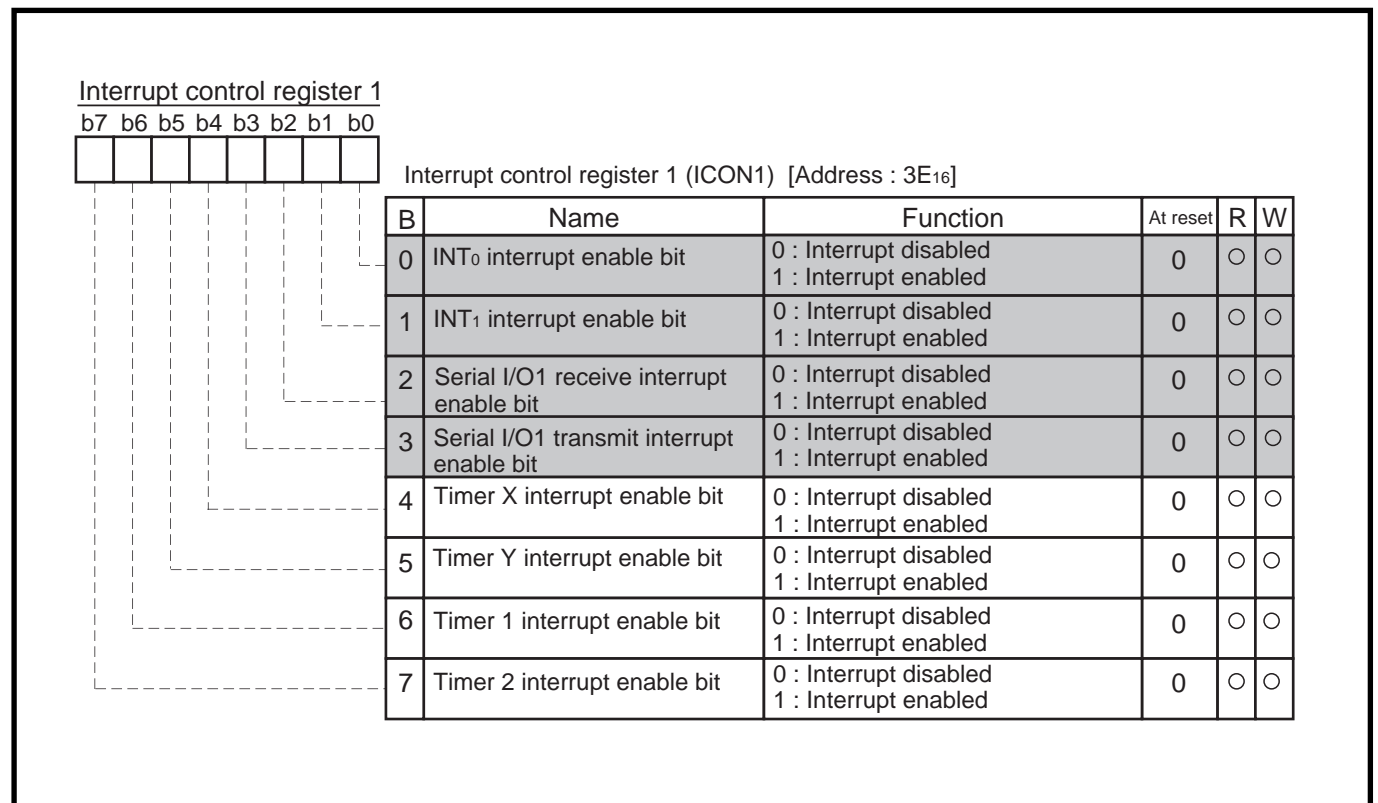 Interrupt control register 1
b7 b6 b5 b4 b3 b2 b1 b0
Interrupt control register 1 (ICON1) [Address : 3E16]
B Name Function At reset R W
0 INT0 interrupt enable bit 0 : Interrupt disabled 0 ○ ○
1 : Interrupt enabled
1 INT1 interrupt enable bit 0 : Interrupt disabled 0 ○ ○
1 : Interrupt enabled
2 Serial I/O1 receive interrupt 0 : Interrupt disabled 0 ○ ○
enable bit 1 : Interrupt enabled
3 Serial I/O1 transmit interrupt 0 : Interrupt disabled 0 ○ ○
enable bit 1 : Interrupt enabled
4 Timer X interrupt enable bit 0 : Interrupt disabled 0 ○ ○
1 : Interrupt enabled
5 Timer Y interrupt enable bit 0 : Interrupt disabled 0 ○ ○
1 : Interrupt enabled
6 Timer 1 interrupt enable bit 0 : Interrupt disabled 0 ○ ○
1 : Interrupt enabled
7 Timer 2 interrupt enable bit 0 : Interrupt disabled 0 ○ ○
1 : Interrupt enabled